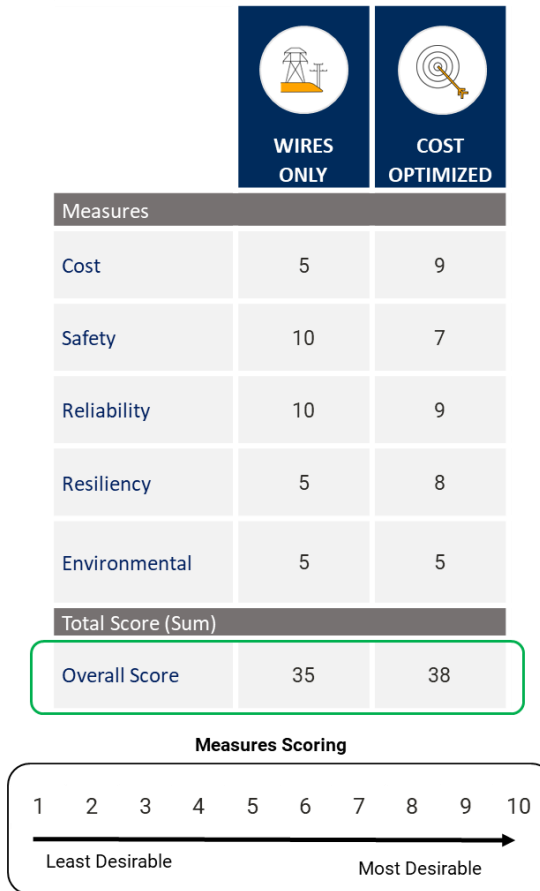 WIRES ONLY
COST OPTIMIZED
Measures
Cost 5 9
Safety 10 7
Reliability 10 9
Resiliency 5 8
Environmental 5 5
Total Score (Sum)
Overall Score 35 38
Measures Scoring
1 2 3 4 5 6 7 8 9 10
Least Desirable Most Desirable